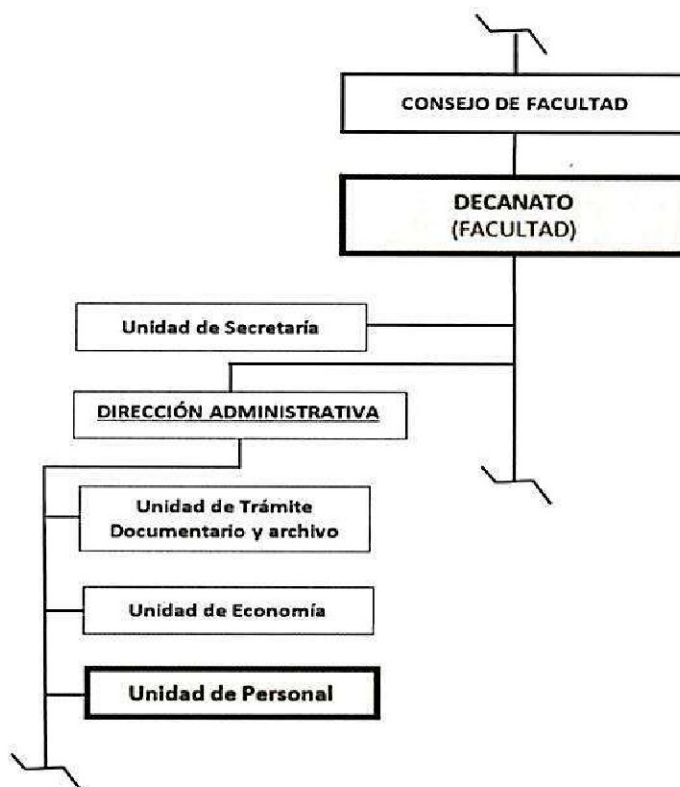 CONSEJO DE FACULTAD
DECANATO
(FACULTAD)
Unidad de Secretaría
DIRECCIÓN ADMINISTRATIVA
Unidad de Trámite
Documentario y archivo
Unidad de Economía
Unidad de Personal